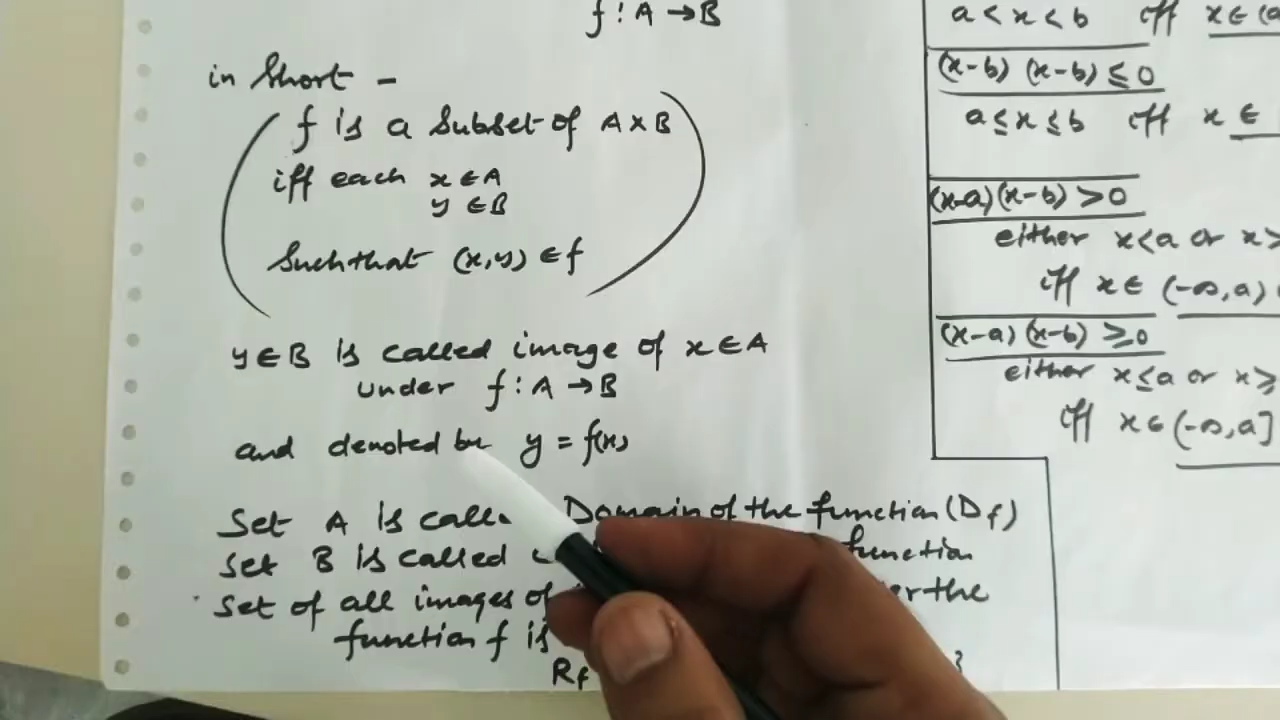 f : A → B
in Short -
f is a Subset of A x B
iff each x ∈ A
y ∈ B
Such that (x, y) ∈ f
y ∈ B is called image of x ∈ A
under f : A → B
and denoted by y = f(x)
Set A is called Domain of the function (Df)
Set B is called function
Set of all images of the
function f is
Rf }
a < x < b iff x ∈ (a
(x-b) (x-b) ≤ 0
a ≤ x ≤ b iff x ∈
(x-a) (x-b) > 0
either x < a or x >
iff x ∈ (-∞, a)
(x-a) (x-b) ≥ 0
either x ≤ a or x ≥
iff x ∈ (-∞, a]